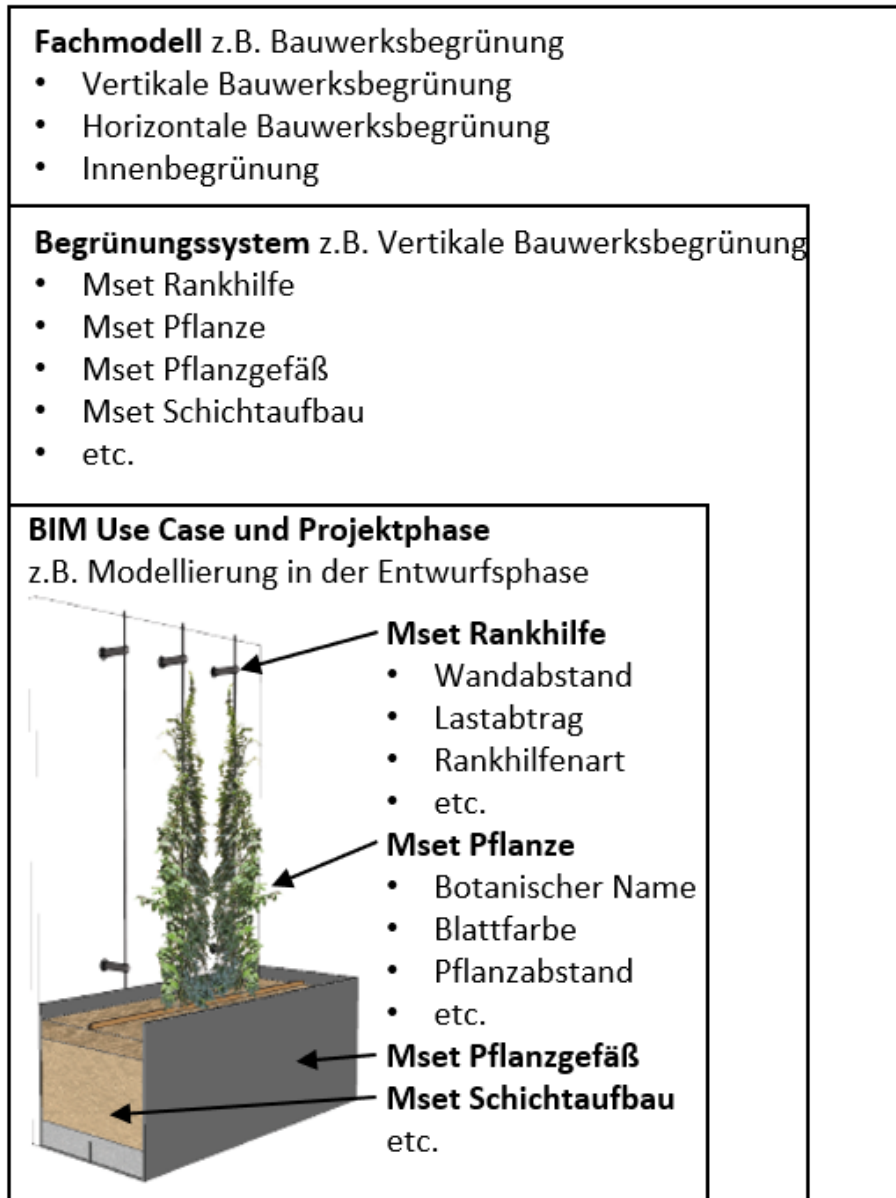 Fachmodell z.B. Bauwerksbegrünung
• Vertikale Bauwerksbegrünung
• Horizontale Bauwerksbegrünung
• Innenbegrünung
Begrünungssystem z.B. Vertikale Bauwerksbegrünung
• Mset Rankhilfe
• Mset Pflanze
• Mset Pflanzgefäß
• Mset Schichtaufbau
• etc.
BIM Use Case und Projektphase
z.B. Modellierung in der Entwurfsphase
Mset Rankhilfe
• Wandabstand
• Lastabtrag
• Rankhilfenart
• etc.
Mset Pflanze
• Botanischer Name
• Blattfarbe
• Pflanzabstand
• etc.
Mset Pflanzgefäß
Mset Schichtaufbau
etc.